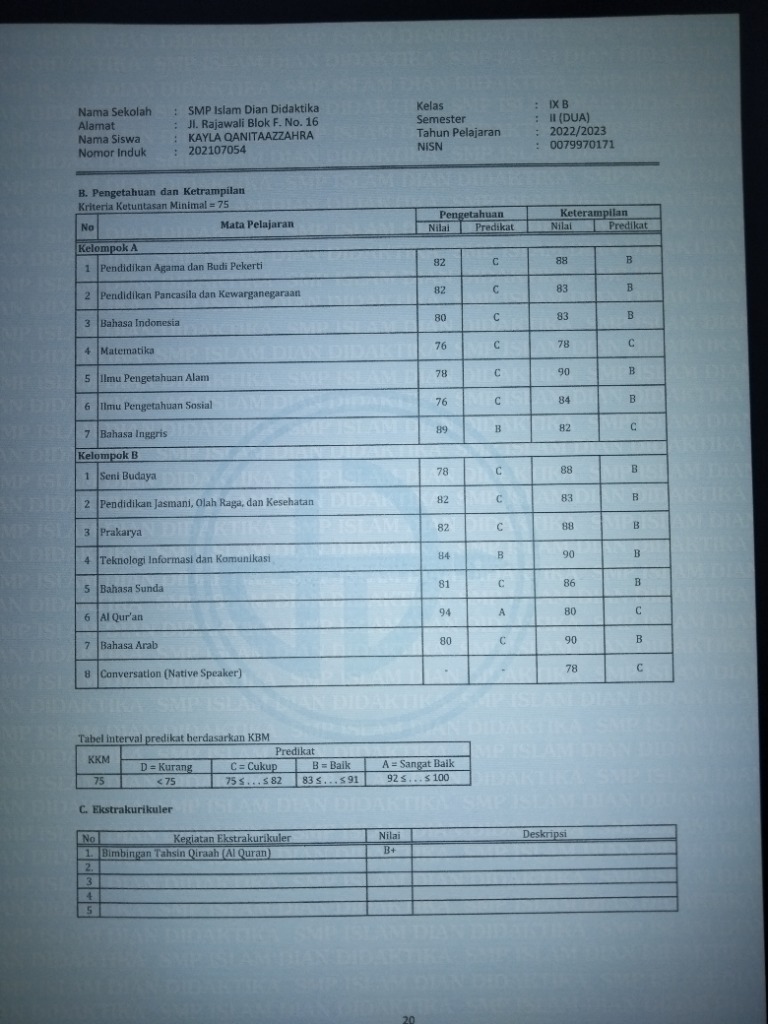 Nama Sekolah : SMP Islam Dian Didaktika Kelas : IX B
Alamat : Jl. Rajawali Blok F. No. 16 Semester : II (DUA)
Nama Siswa : KAYLA QANITAAZZAHRA Tahun Pelajaran : 2022/2023
Nomor Induk : 202107054 NISN : 0079970171
B. Pengetahuan dan Ketrampilan
Kriteria Ketuntasan Minimal = 75
No Mata Pelajaran Pengetahuan Keterampilan
Nilai Predikat Nilai Predikat
Kelompok A
1 Pendidikan Agama dan Budi Pekerti 82 C 88 B
2 Pendidikan Pancasila dan Kewarganegaraan 82 C 83 B
3 Bahasa Indonesia 80 C 83 B
4 Matematika 76 C 78 C
5 Ilmu Pengetahuan Alam 78 C 90 B
6 Ilmu Pengetahuan Sosial 76 C 84 B
7 Bahasa Inggris 89 B 82 C
Kelompok B
1 Seni Budaya 78 C 88 B
2 Pendidikan Jasmani, Olah Raga, dan Kesehatan 82 C 83 B
3 Prakarya 82 C 88 B
4 Teknologi Informasi dan Komunikasi 84 B 90 B
5 Bahasa Sunda 81 C 86 B
6 Al Qur'an 94 A 80 C
7 Bahasa Arab 80 C 90 B
8 Conversation (Native Speaker) - - 78 C
Tabel interval predikat berdasarkan KBM
KKM Predikat
D = Kurang C = Cukup B = Baik A = Sangat Baik
75 < 75 75 ≤ . . . ≤ 82 83 ≤ . . . ≤ 91 92 ≤ . . . ≤ 100
C. Ekstrakurikuler
No Kegiatan Ekstrakurikuler Nilai Deskripsi
1. Bimbingan Tahsin Qiraah (Al Quran) B+
2.
3
4
5
20